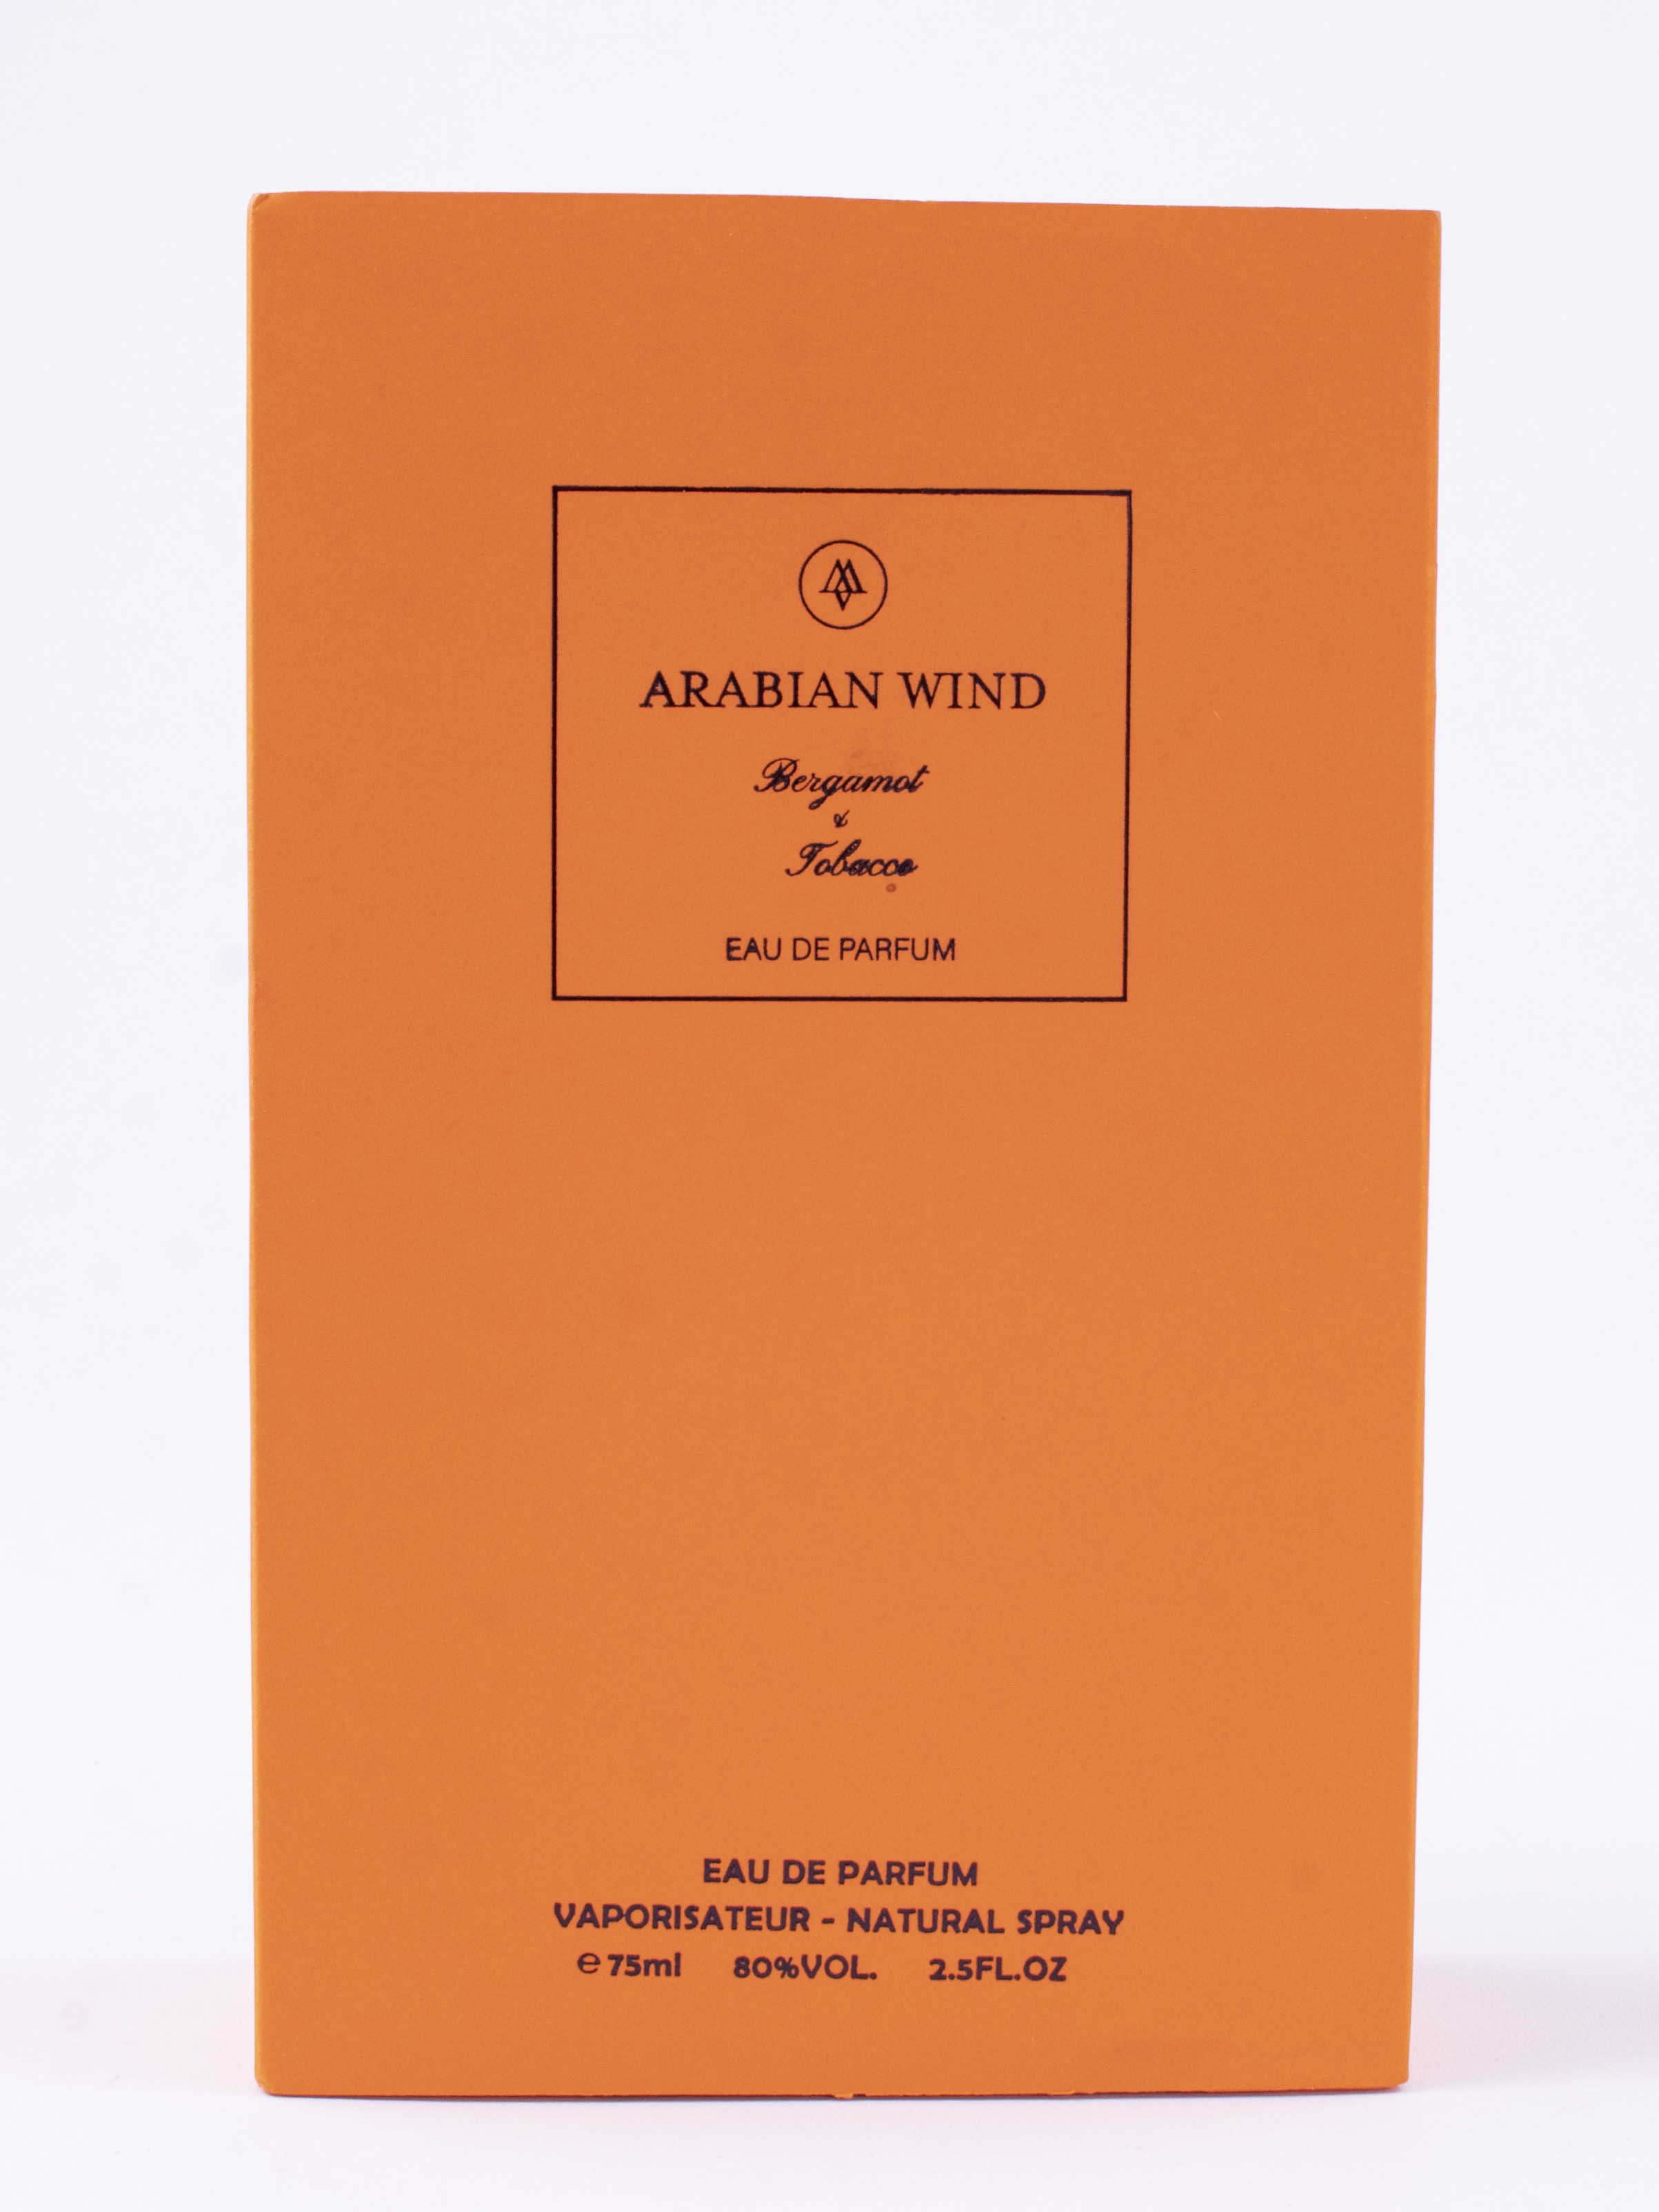 ARABIAN WIND
Bergamot
&
Tobacco
EAU DE PARFUM
EAU DE PARFUM
VAPORISATEUR - NATURAL SPRAY
℮75ml 80%VOL. 2.5FL.OZ